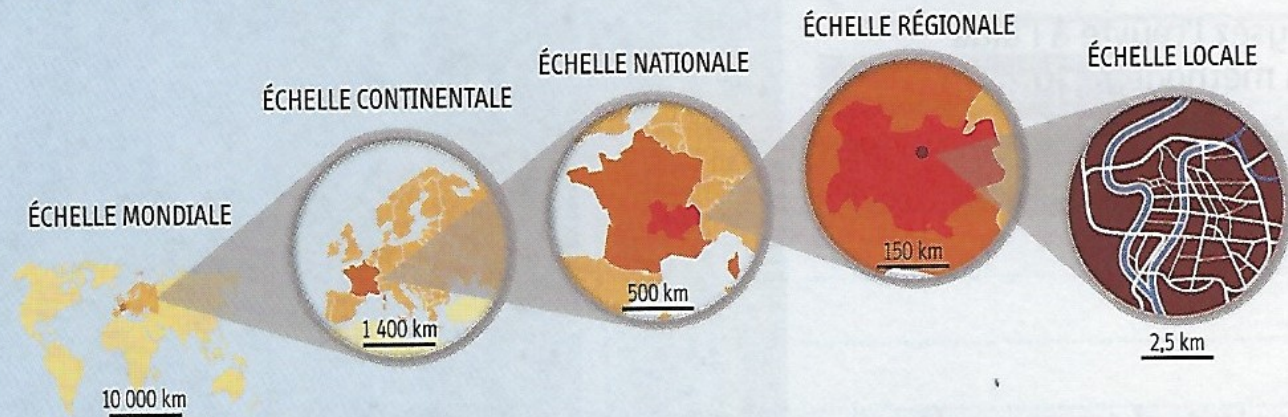 ÉCHELLE MONDIALE
10 000 km
ÉCHELLE CONTINENTALE
1 400 km
ÉCHELLE NATIONALE
500 km
ÉCHELLE RÉGIONALE
150 km
ÉCHELLE LOCALE
2,5 km